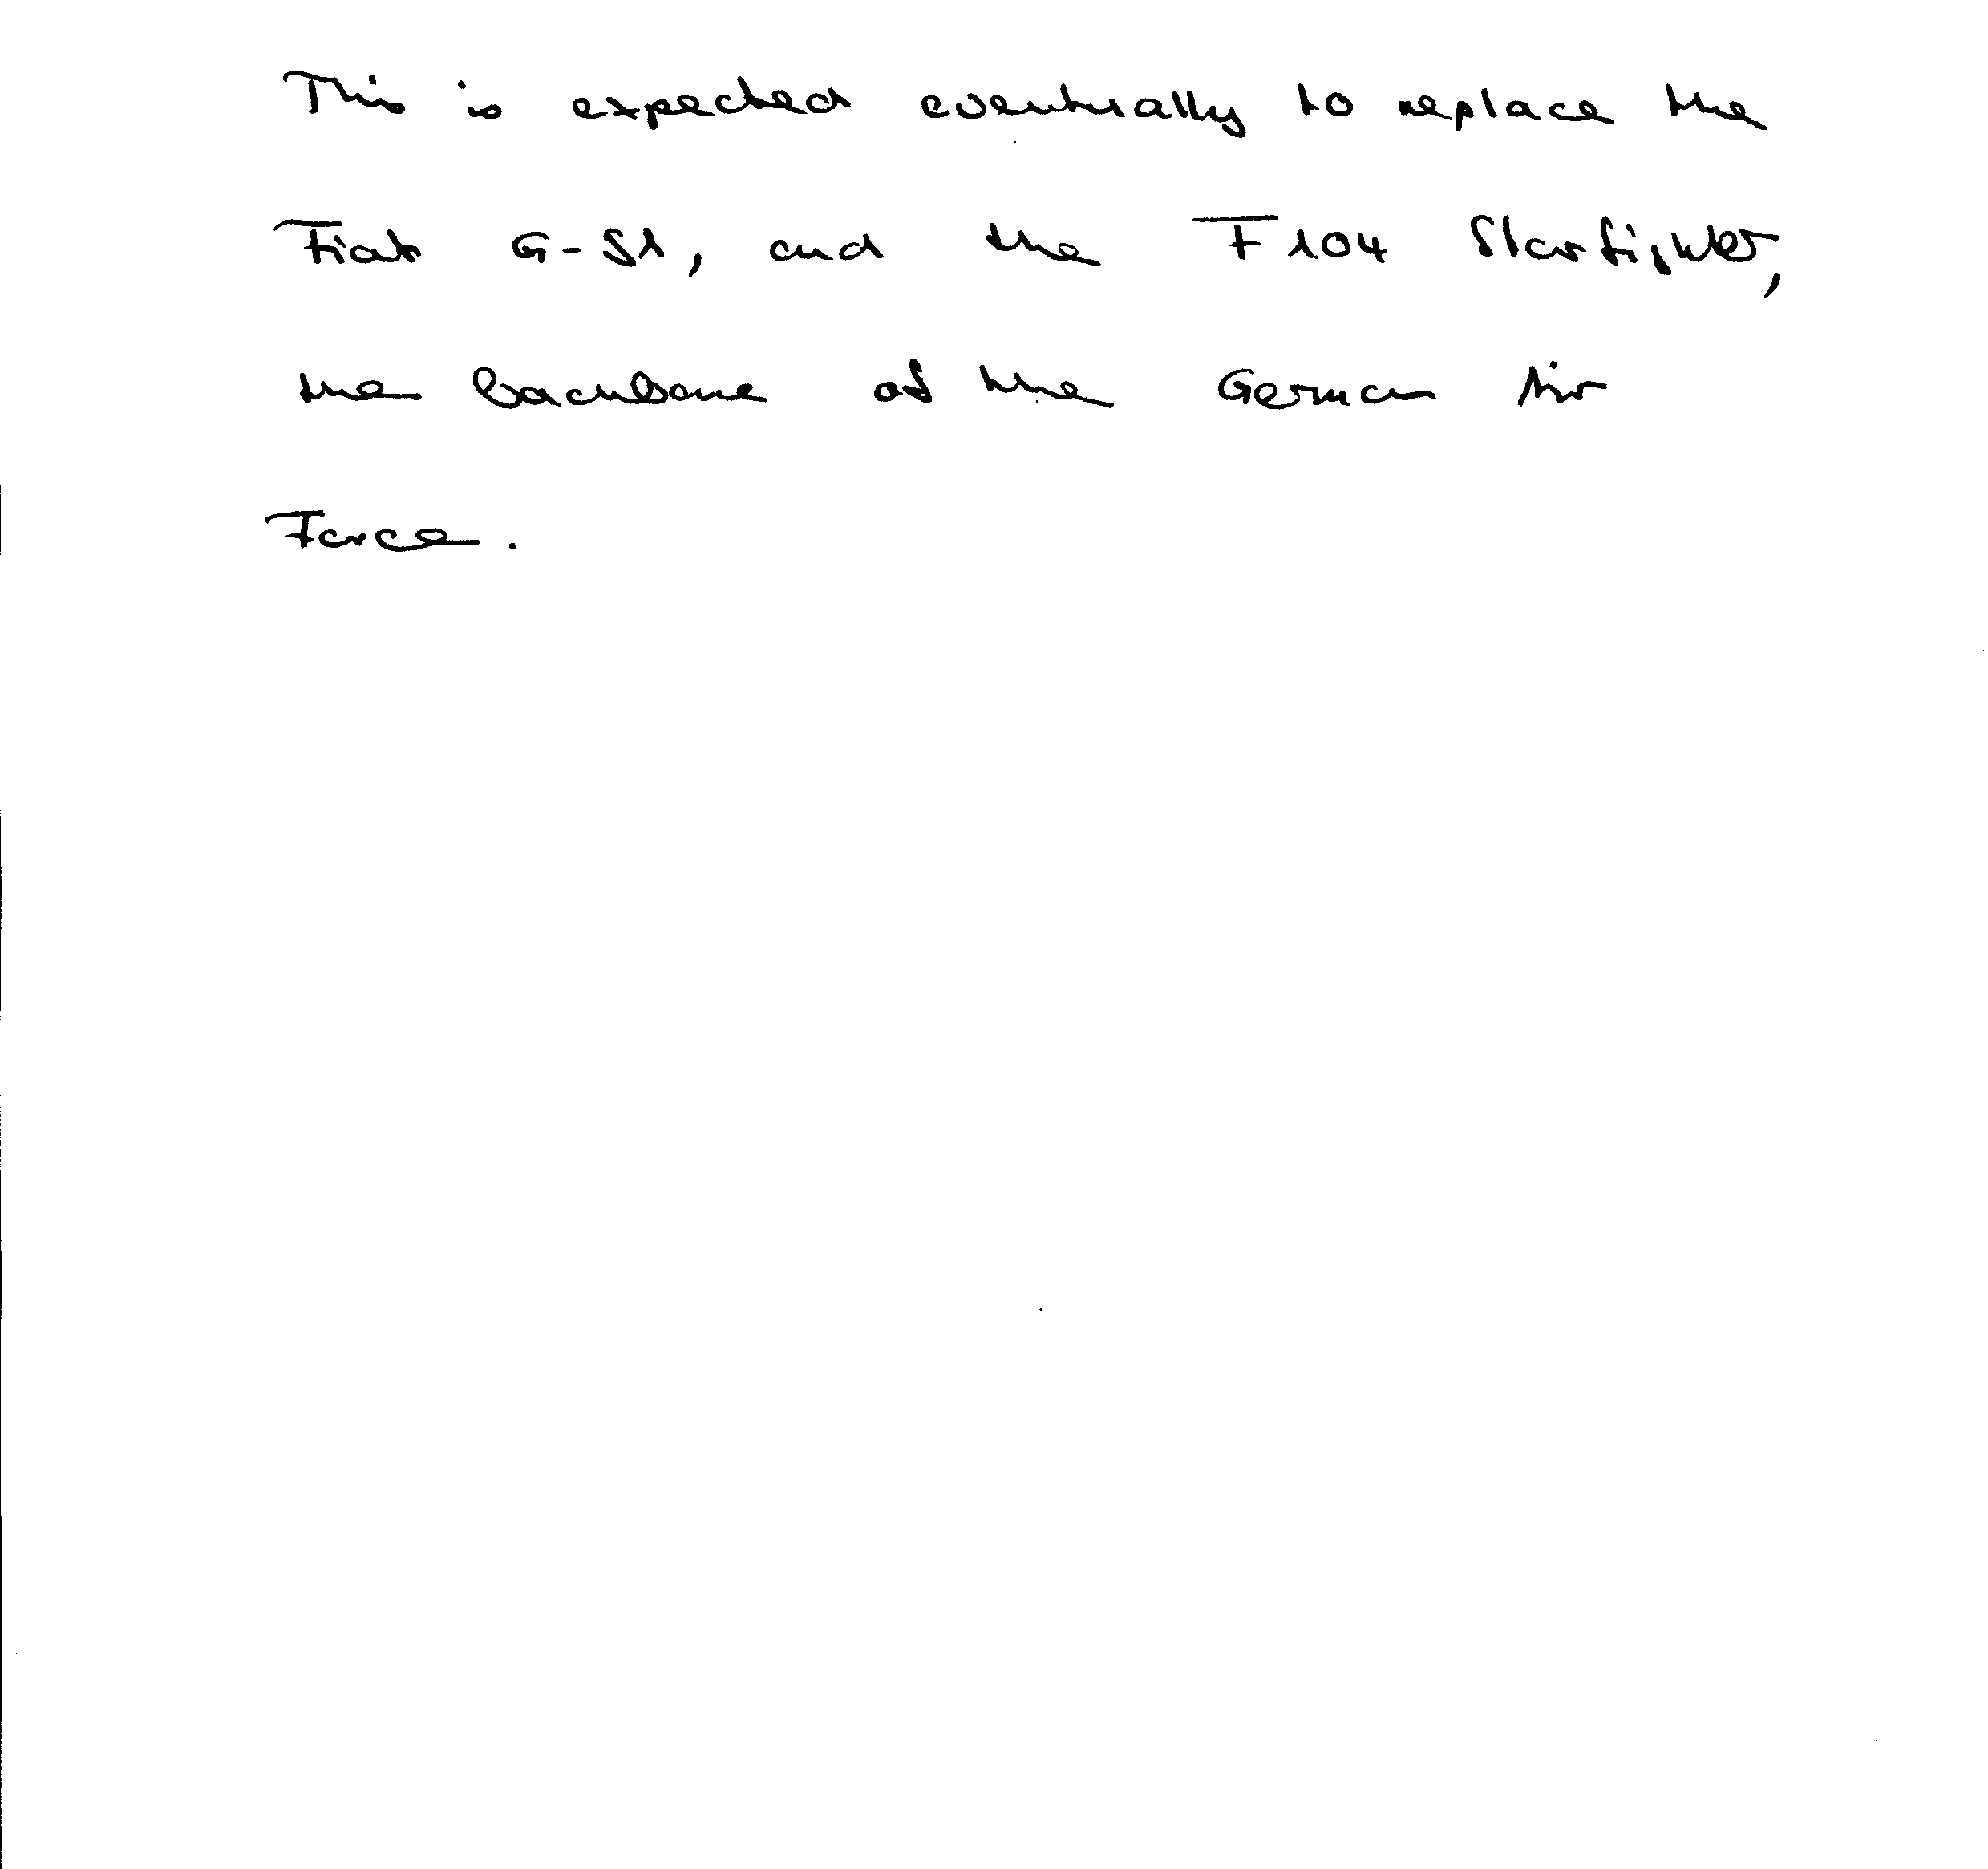 This is expected eventually to replace the
Fiat G-91, and the F104 Starfighter,
the backbone of the German Air
Force.